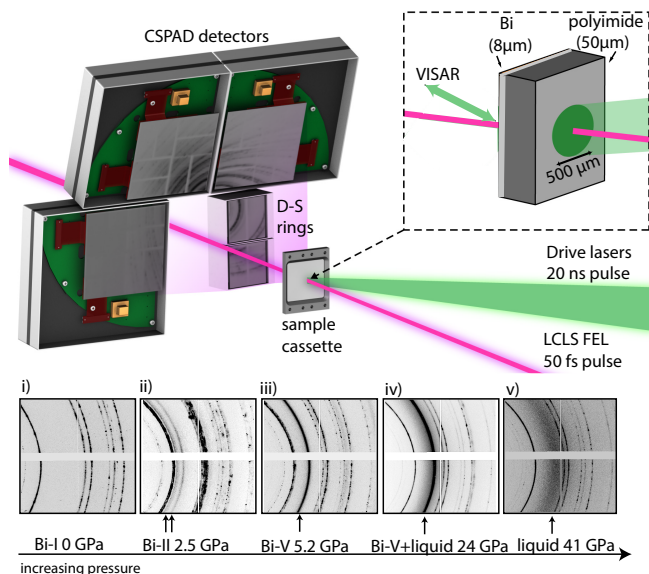 CSPAD detectors
Bi
(8μm)
polyimide
(50μm)
VISAR
500 μm
D-S
rings
Drive lasers
20 ns pulse
sample
cassette
LCLS FEL
50 fs pulse
i)
ii)
iii)
iv)
v)
Bi-I 0 GPa
Bi-II 2.5 GPa
Bi-V 5.2 GPa
Bi-V+liquid 24 GPa
liquid 41 GPa
increasing pressure